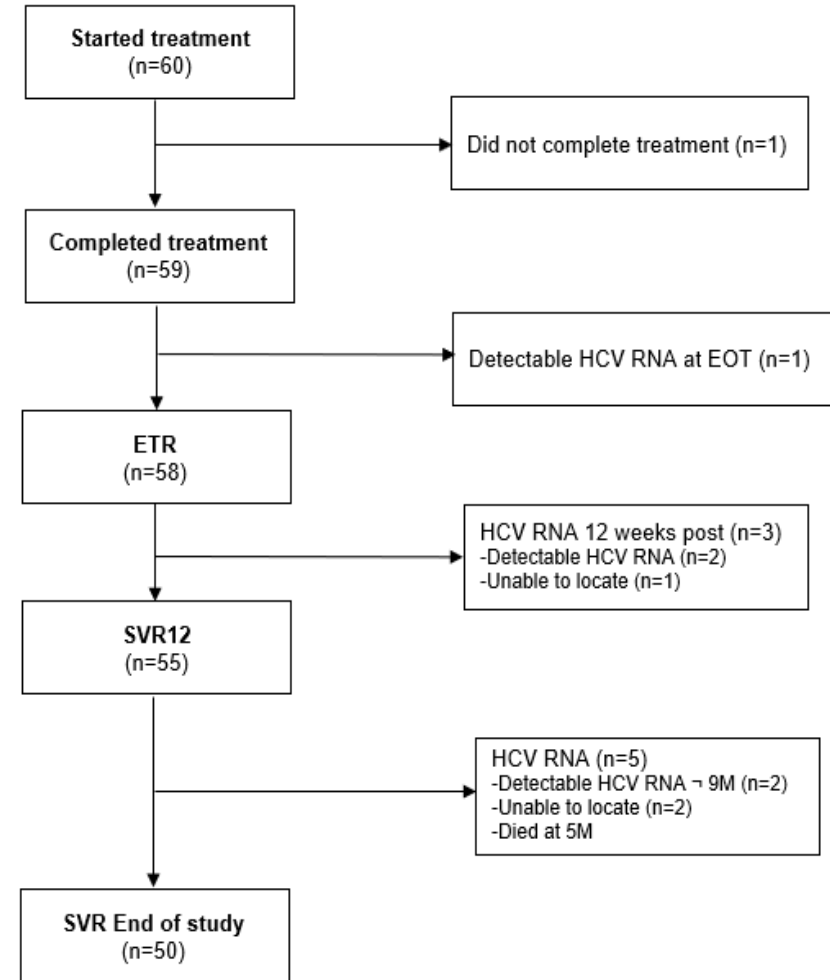 Started treatment
(n=60)
Did not complete treatment (n=1)
Completed treatment
(n=59)
Detectable HCV RNA at EOT (n=1)
ETR
(n=58)
HCV RNA 12 weeks post (n=3)
-Detectable HCV RNA (n=2)
-Unable to locate (n=1)
SVR12
(n=55)
HCV RNA (n=5)
-Detectable HCV RNA ¬ 9M (n=2)
-Unable to locate (n=2)
-Died at 5M
SVR End of study
(n=50)